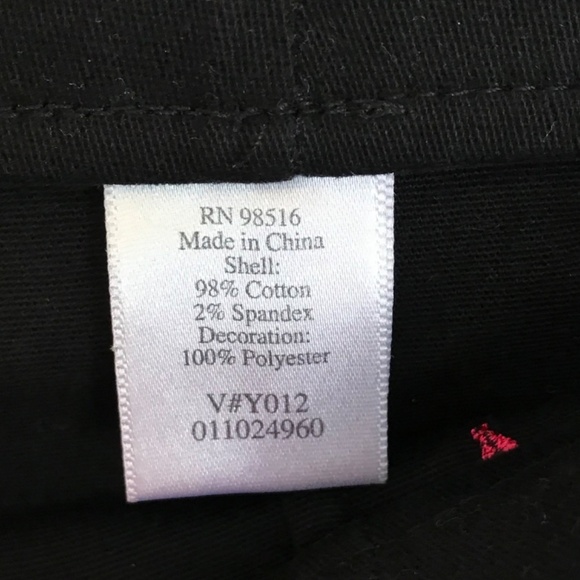 RN 98516
Made in China
Shell:
98% Cotton
2% Spandex
Decoration:
100% Polyester
V#Y012
011024960